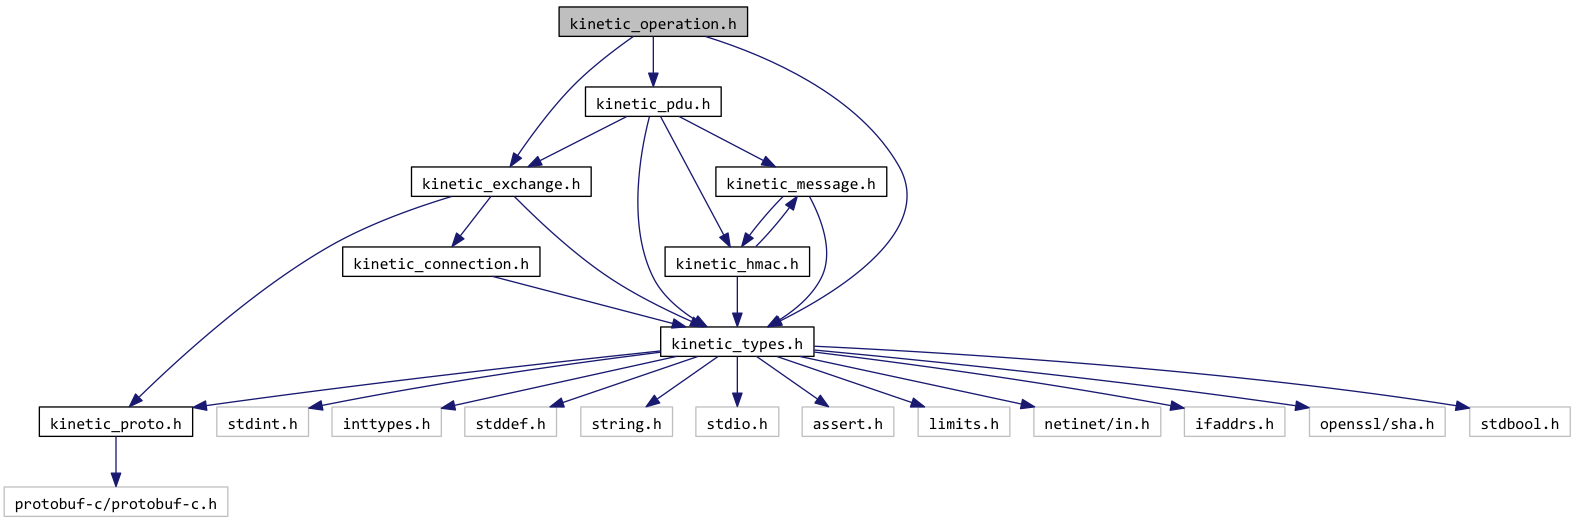 kinetic_operation.h
kinetic_pdu.h
kinetic_exchange.h
kinetic_message.h
kinetic_connection.h
kinetic_hmac.h
kinetic_types.h
kinetic_proto.h
stdint.h
inttypes.h
stddef.h
string.h
stdio.h
assert.h
limits.h
netinet/in.h
ifaddrs.h
openssl/sha.h
stdbool.h
protobuf-c/protobuf-c.h